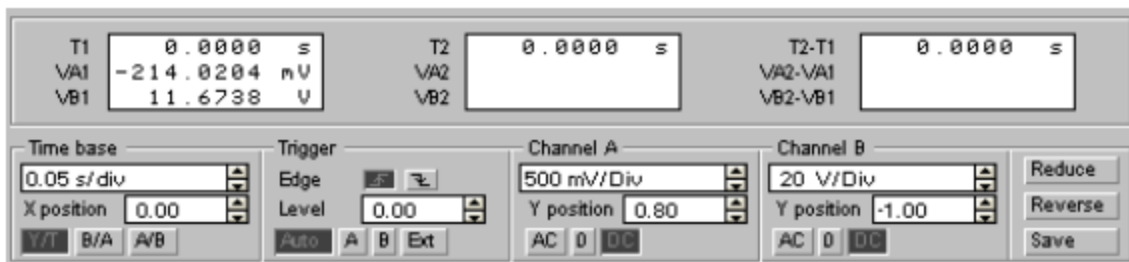 T1 0.0000 s T2 0.0000 s T2-T1 0.0000 s
VA1 -214.0204 mV VA2 VA2-VA1
VB1 11.6738 V VB2 VB2-VB1
Time base Trigger Channel A Channel B
0.05 s/div Edge 500 mV/Div 20 V/Div Reduce
X position 0.00 Level 0.00 Y position 0.80 Y position -1.00 Reverse
Y/T B/A A/B Auto A B Ext AC 0 DC AC 0 DC Save